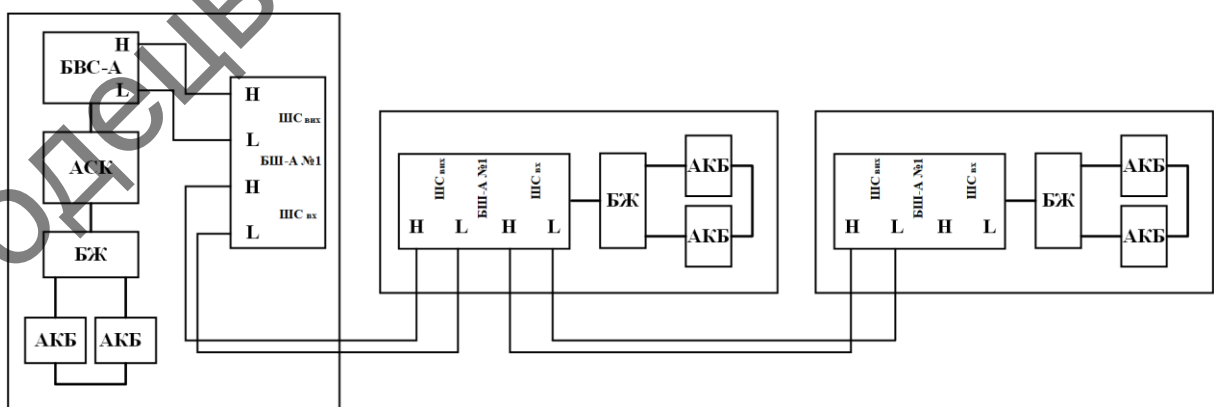 H
БВС-А
L
АСК
БЖ
АКБ АКБ
H
ШС вих
L
БШ-А №1
H
ШС вх
L
ШС вих
БШ-А №1
ШС вх
H L H L
БЖ
АКБ
АКБ
ШС вих
БШ-А №1
ШС вх
H L H L
БЖ
АКБ
АКБ